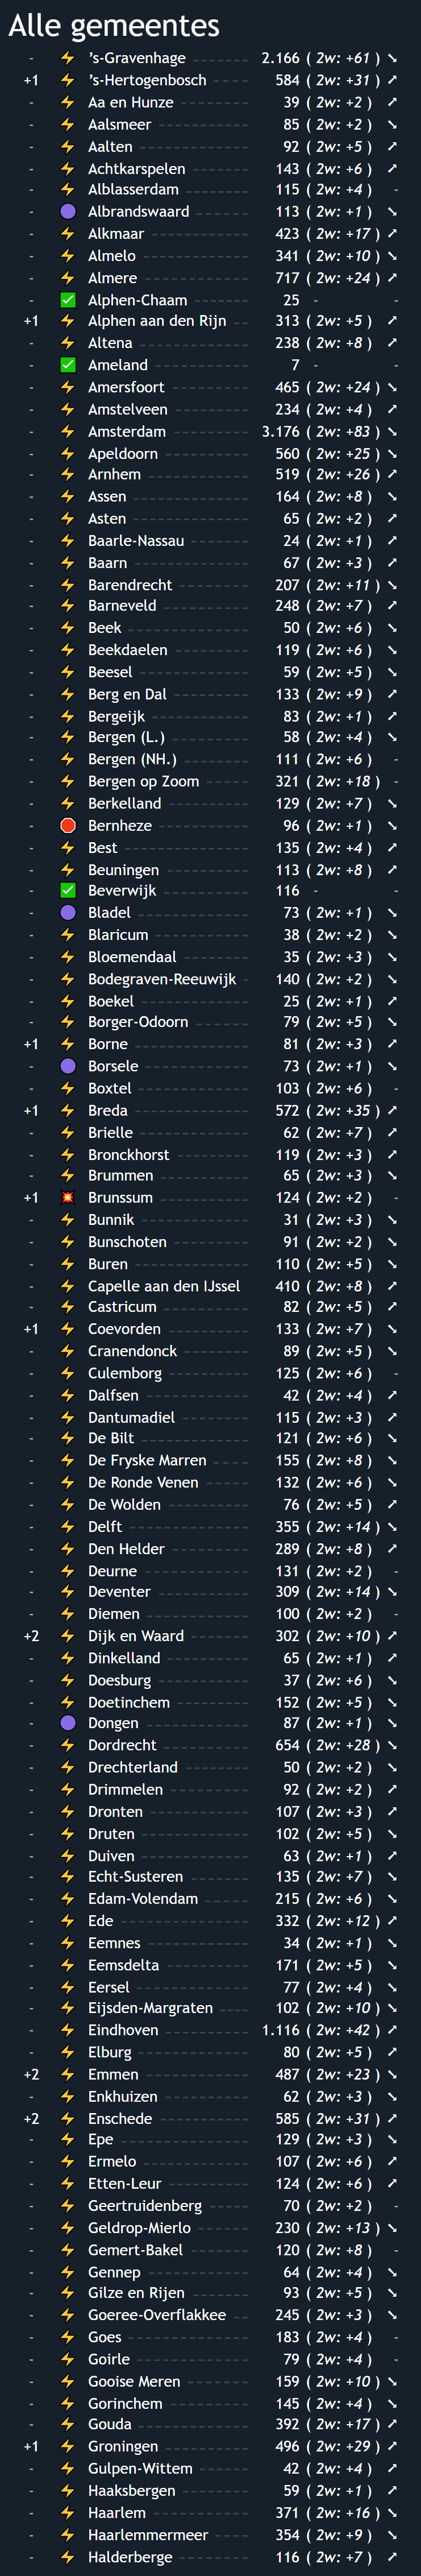 Alle gemeentes
- ’s-Gravenhage 2.166 ( 2w: +61) ➘
+1 ’s-Hertogenbosch 584 ( 2w: +31 ) ➚
- Aa en Hunze 39 ( 2w: +2 ) ➚
- Aalsmeer 85 ( 2w: +2 ) ➘
- Aalten 92 ( 2w: +5 ) ➚
- Achtkarspelen 143 ( 2w: +6 ) ➚
- Alblasserdam 115 ( 2w: +4 ) -
- Albrandswaard 113 ( 2w: +1 ) ➘
- Alkmaar 423 ( 2w: +17 ) ➚
- Almelo 341 ( 2w: +10 ) ➘
- Almere 717 ( 2w: +24 ) ➚
- Alphen-Chaam 25 - -
+1 Alphen aan den Rijn 313 ( 2w: +5 ) ➚
- Altena 238 ( 2w: +8 ) ➚
- Ameland 7 - -
- Amersfoort 465 ( 2w: +24 ) ➘
- Amstelveen 234 ( 2w: +4 ) ➚
- Amsterdam 3.176 ( 2w: +83 ) ➘
- Apeldoorn 560 ( 2w: +25 ) ➘
- Arnhem 519 ( 2w: +26 ) ➚
- Assen 164 ( 2w: +8 ) ➘
- Asten 65 ( 2w: +2 ) ➚
- Baarle-Nassau 24 ( 2w: +1 ) ➚
- Baarn 67 ( 2w: +3 ) ➚
- Barendrecht 207 ( 2w: +11 ) ➘
- Barneveld 248 ( 2w: +7 ) ➚
- Beek 50 ( 2w: +6 ) ➘
- Beekdaelen 119 ( 2w: +6 ) ➘
- Beesel 59 ( 2w: +5 ) ➘
- Berg en Dal 133 ( 2w: +9 ) ➚
- Bergeijk 83 ( 2w: +1 ) ➚
- Bergen (L.) 58 ( 2w: +4 ) ➘
- Bergen (NH.) 111 ( 2w: +6 ) -
- Bergen op Zoom 321 ( 2w: +18 ) -
- Berkelland 129 ( 2w: +7 ) ➘
- Bernheze 96 ( 2w: +1 ) ➘
- Best 135 ( 2w: +4 ) ➚
- Beuningen 113 ( 2w: +8 ) ➚
- Beverwijk 116 - -
- Bladel 73 ( 2w: +1 ) ➘
- Blaricum 38 ( 2w: +2 ) ➘
- Bloemendaal 35 ( 2w: +3 ) ➘
- Bodegraven-Reeuwijk 140 ( 2w: +2 ) ➘
- Boekel 25 ( 2w: +1 ) ➚
- Borger-Odoorn 79 ( 2w: +5 ) ➘
+1 Borne 81 ( 2w: +3 ) ➚
- Borsele 73 ( 2w: +1 ) ➘
- Boxtel 103 ( 2w: +6 ) -
+1 Breda 572 ( 2w: +35 ) ➚
- Brielle 62 ( 2w: +7 ) ➚
- Bronckhorst 119 ( 2w: +3 ) ➚
- Brummen 65 ( 2w: +3 ) ➘
+1 Brunssum 124 ( 2w: +2 ) -
- Bunnik 31 ( 2w: +3 ) ➘
- Bunschoten 91 ( 2w: +2 ) ➘
- Buren 110 ( 2w: +5 ) ➘
- Capelle aan den IJssel 410 ( 2w: +8 ) ➚
- Castricum 82 ( 2w: +5 ) ➚
+1 Coevorden 133 ( 2w: +7 ) ➘
- Cranendonck 89 ( 2w: +5 ) ➘
- Culemborg 125 ( 2w: +6 ) -
- Dalfsen 42 ( 2w: +4 ) ➚
- Dantumadiel 115 ( 2w: +3 ) ➚
- De Bilt 121 ( 2w: +6 ) ➘
- De Fryske Marren 155 ( 2w: +8 ) ➘
- De Ronde Venen 132 ( 2w: +6 ) ➘
- De Wolden 76 ( 2w: +5 ) ➚
- Delft 355 ( 2w: +14 ) ➘
- Den Helder 289 ( 2w: +8 ) ➚
- Deurne 131 ( 2w: +2 ) -
- Deventer 309 ( 2w: +14 ) ➘
- Diemen 100 ( 2w: +2 ) -
+2 Dijk en Waard 302 ( 2w: +10 ) ➚
- Dinkelland 65 ( 2w: +1 ) ➚
- Doesburg 37 ( 2w: +6 ) ➘
- Doetinchem 152 ( 2w: +5 ) ➘
- Dongen 87 ( 2w: +1 ) ➘
- Dordrecht 654 ( 2w: +28 ) ➘
- Drechterland 50 ( 2w: +2 ) ➘
- Drimmelen 92 ( 2w: +2 ) ➚
- Dronten 107 ( 2w: +3 ) ➚
- Druten 102 ( 2w: +5 ) ➘
- Duiven 63 ( 2w: +1 ) ➚
- Echt-Susteren 135 ( 2w: +7 ) ➘
- Edam-Volendam 215 ( 2w: +6 ) ➘
- Ede 332 ( 2w: +12 ) ➚
- Eemnes 34 ( 2w: +1 ) ➘
- Eemsdelta 171 ( 2w: +5 ) ➘
- Eersel 77 ( 2w: +4 ) ➘
- Eijsden-Margraten 102 ( 2w: +10 ) ➘
- Eindhoven 1.116 ( 2w: +42 ) ➚
- Elburg 80 ( 2w: +5 ) ➚
+2 Emmen 487 ( 2w: +23 ) ➘
- Enkhuizen 62 ( 2w: +3 ) ➘
+2 Enschede 585 ( 2w: +31 ) ➚
- Epe 129 ( 2w: +3 ) ➘
- Ermelo 107 ( 2w: +6 ) ➚
- Etten-Leur 124 ( 2w: +6 ) ➚
- Geertruidenberg 70 ( 2w: +2 ) -
- Geldrop-Mierlo 230 ( 2w: +13 ) ➘
- Gemert-Bakel 120 ( 2w: +8 ) -
- Gennep 64 ( 2w: +4 ) ➘
- Gilze en Rijen 93 ( 2w: +5 ) ➘
- Goeree-Overflakkee 245 ( 2w: +3 ) ➘
- Goes 183 ( 2w: +4 ) -
- Goirle 79 ( 2w: +4 ) -
- Gooise Meren 159 ( 2w: +10 ) ➘
- Gorinchem 145 ( 2w: +4 ) ➘
- Gouda 392 ( 2w: +17 ) ➚
+1 Groningen 496 ( 2w: +29 ) ➚
- Gulpen-Wittem 42 ( 2w: +4 ) ➚
- Haaksbergen 59 ( 2w: +1 ) ➚
- Haarlem 371 ( 2w: +16 ) ➘
- Haarlemmermeer 354 ( 2w: +9 ) ➘
- Halderberge 116 ( 2w: +7 ) ➚